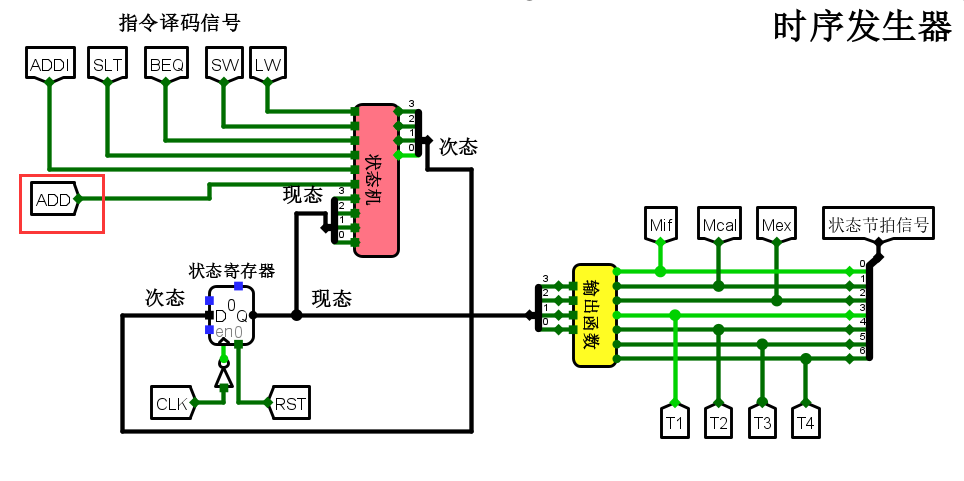 时序发生器
指令译码信号
ADDI SLT BEQ SW LW
3
2
1
0
次态
状态机
ADD
现态
3
2
1
0
Mif Mcal Mex 状态节拍信号
状态寄存器
次态
现态
0
D Q
en0
3
2
1
0
输出函数
0
1
2
3
4
5
6
CLK RST
T1 T2 T3 T4